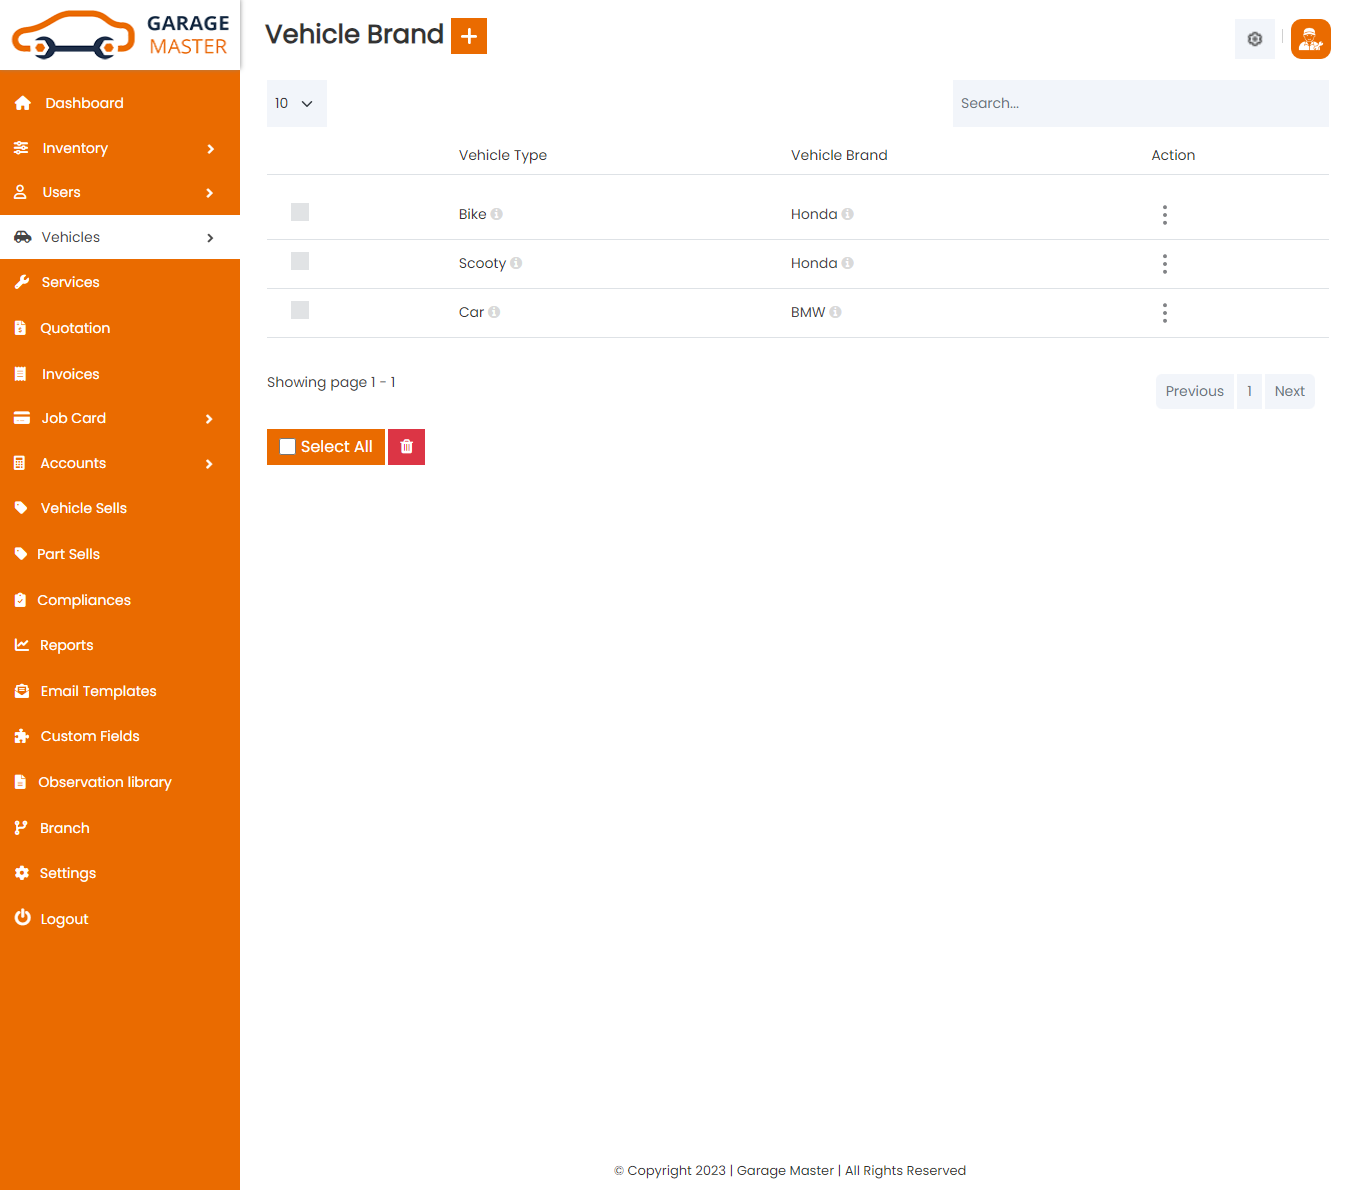 GARAGE
MASTER
Vehicle Brand +
Dashboard
Inventory
Users
Vehicles
Services
Quotation
Invoices
Job Card
Accounts
Vehicle Sells
Part Sells
Compliances
Reports
Email Templates
Custom Fields
Observation library
Branch
Settings
Logout
10
Search...
Vehicle Type Vehicle Brand Action
Bike Honda
Scooty Honda
Car BMW
Showing page 1 - 1
Previous 1 Next
Select All
© Copyright 2023 | Garage Master | All Rights Reserved